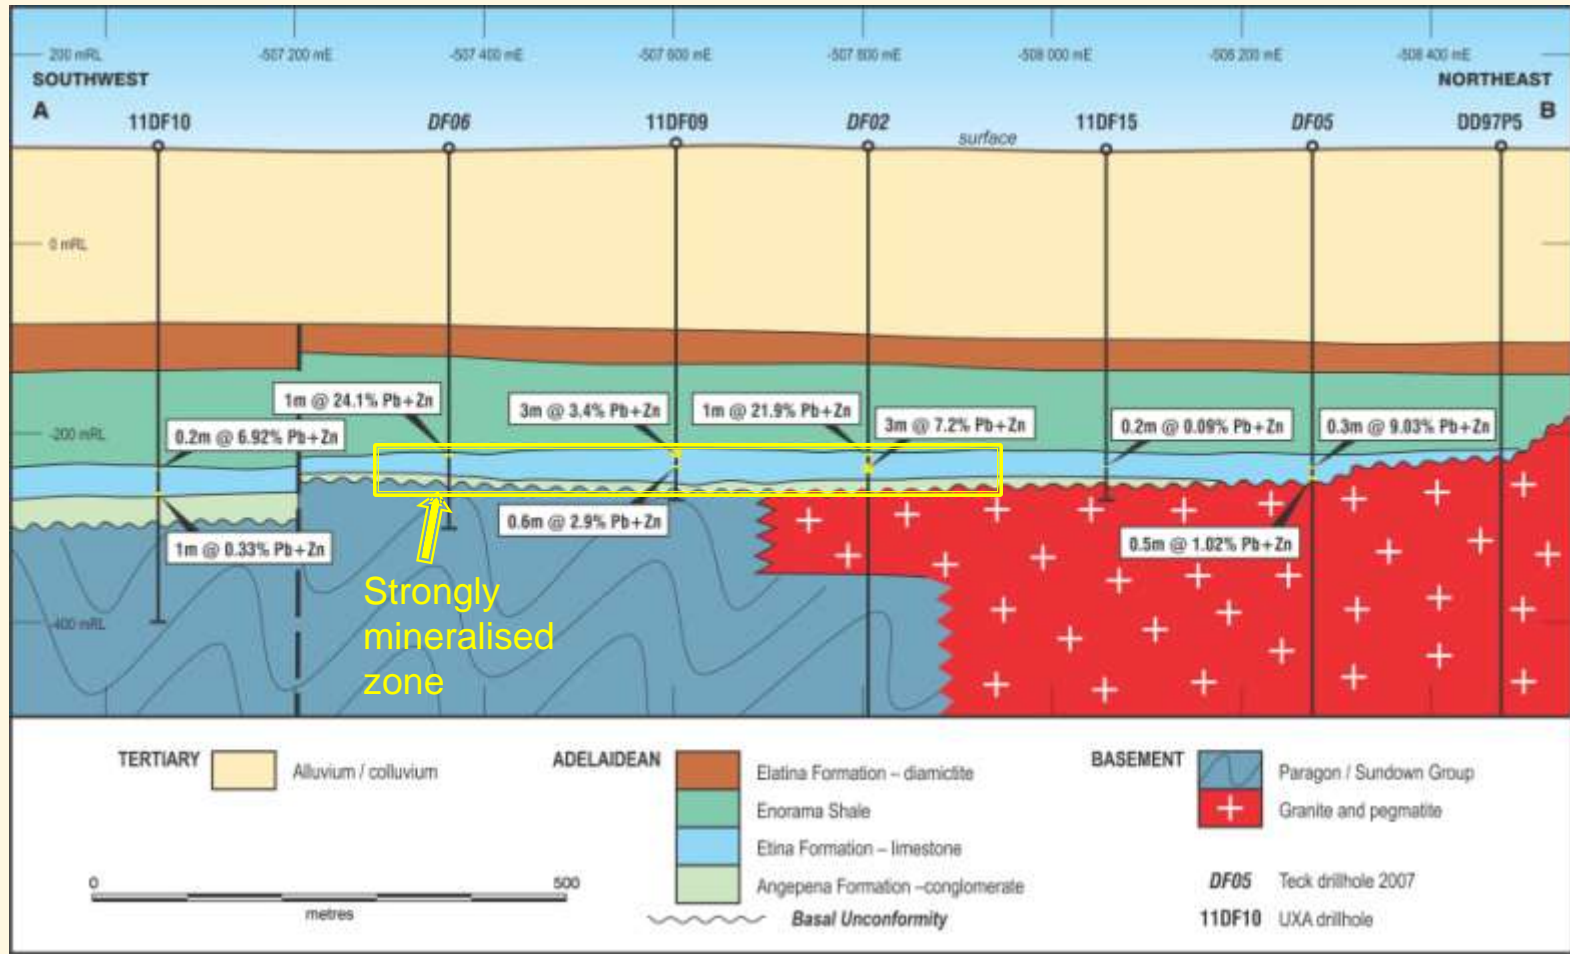 200 mRL
-507 200 mE
-507 400 mE
-507 600 mE
-507 800 mE
-508 000 mE
-508 400 mE
SOUTHWEST
NORTHEAST
A
B
11DF10
DF06
11DF09
DF02
surface
11DF15
DF05
DD97P5
0 mRL
1m @ 24.1% Pb+Zn
3m @ 3.4% Pb+Zn
1m @ 21.9% Pb+Zn
3m @ 7.2% Pb+Zn
0.2m @ 0.09% Pb+Zn
0.3m @ 9.03% Pb+Zn
-200 mRL
0.2m @ 6.92% Pb+Zn
0.6m @ 2.9% Pb+Zn
1m @ 0.33% Pb+Zn
0.5m @ 1.02% Pb+Zn
Strongly
mineralised
zone
-400 mRL
TERTIARY
Alluvium / colluvium
ADELAIDEAN
Elatina Formation – diamictite
Enorama Shale
Etina Formation – limestone
Angepena Formation –conglomerate
Basal Unconformity
BASEMENT
Paragon / Sundown Group
Granite and pegmatite
DF05 Teck drillhole 2007
11DF10 UXA drillhole
0 500
metres